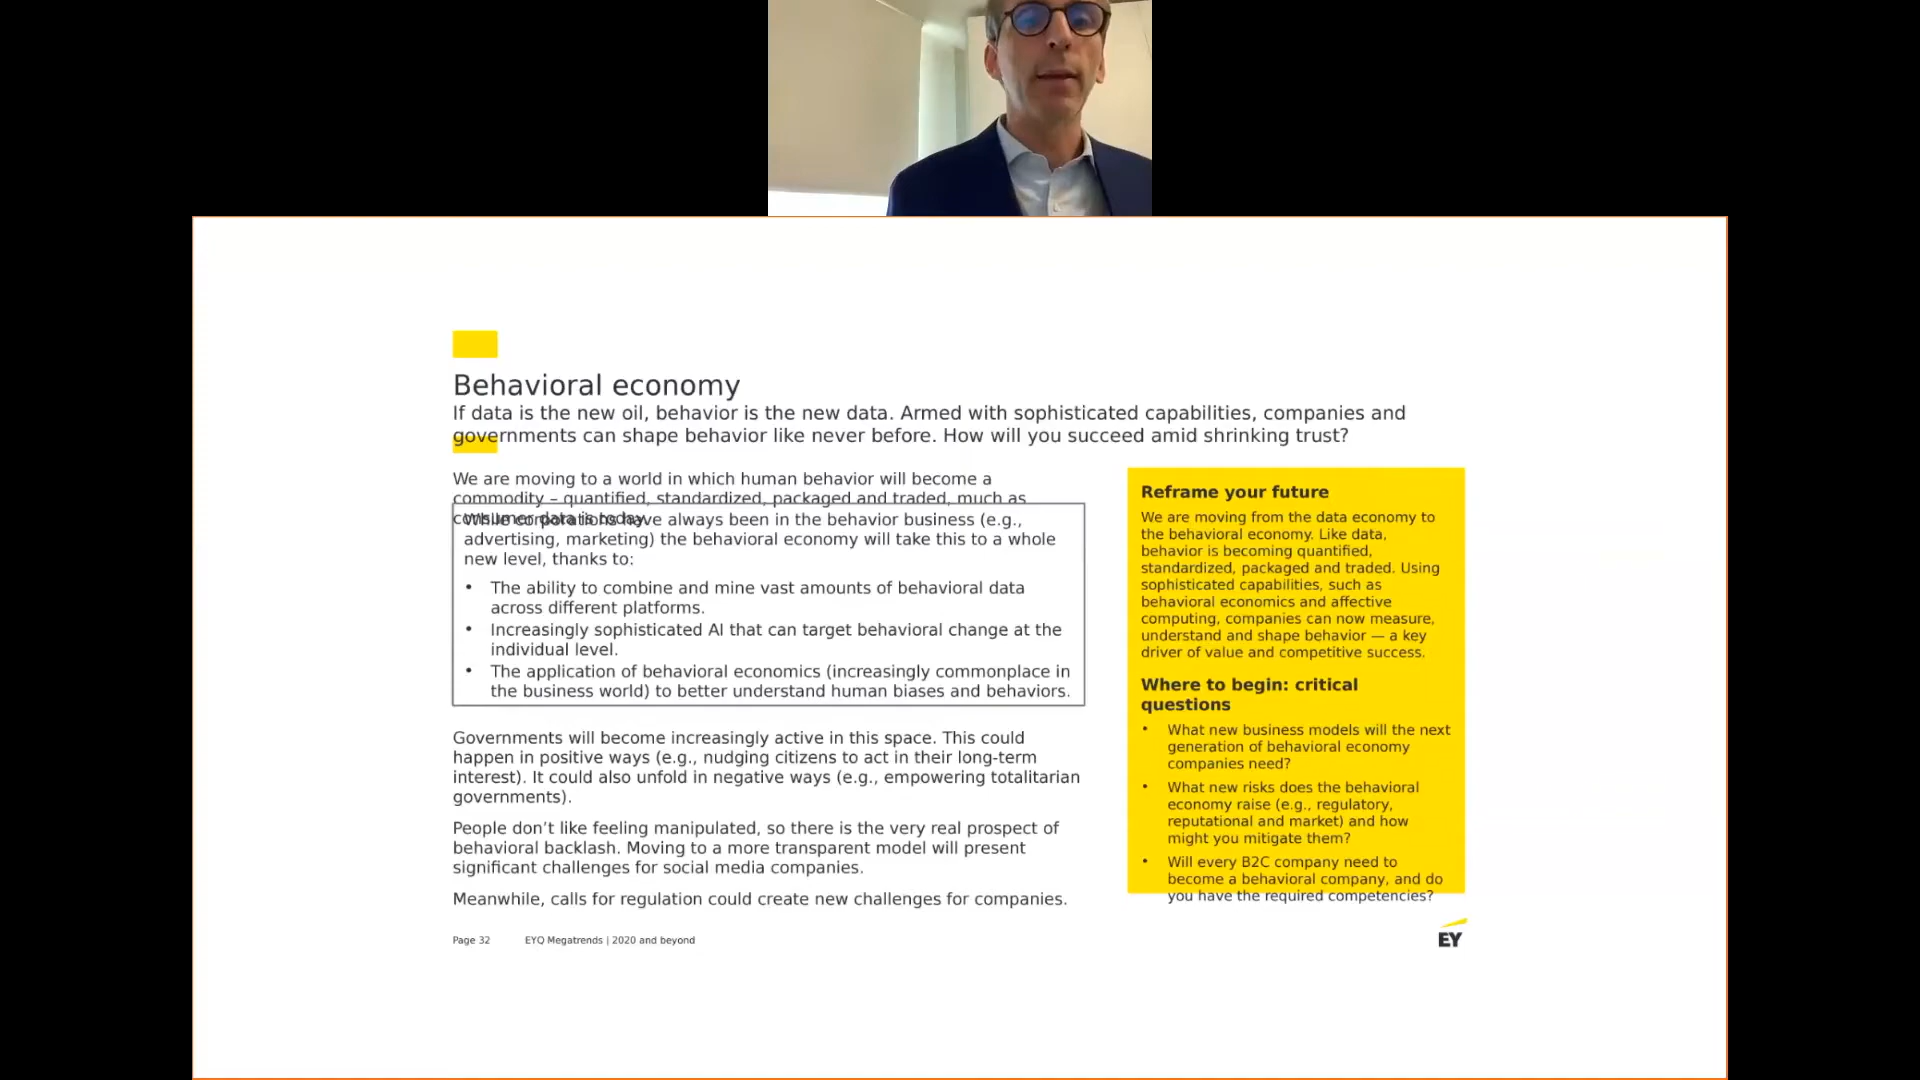 Behavioral economy
If data is the new oil, behavior is the new data. Armed with sophisticated capabilities, companies and
governments can shape behavior like never before. How will you succeed amid shrinking trust?
We are moving to a world in which human behavior will become a
commodity – quantified, standardized, packaged and traded, much as
consumer data is today.
While corporations have always been in the behavior business (e.g.,
advertising, marketing) the behavioral economy will take this to a whole
new level, thanks to:
• The ability to combine and mine vast amounts of behavioral data
across different platforms.
• Increasingly sophisticated AI that can target behavioral change at the
individual level.
• The application of behavioral economics (increasingly commonplace in
the business world) to better understand human biases and behaviors.
Governments will become increasingly active in this space. This could
happen in positive ways (e.g., nudging citizens to act in their long-term
interest). It could also unfold in negative ways (e.g., empowering totalitarian
governments).
People don’t like feeling manipulated, so there is the very real prospect of
behavioral backlash. Moving to a more transparent model will present
significant challenges for social media companies.
Meanwhile, calls for regulation could create new challenges for companies.
Reframe your future
We are moving from the data economy to
the behavioral economy. Like data,
behavior is becoming quantified,
standardized, packaged and traded. Using
sophisticated capabilities, such as
behavioral economics and affective
computing, companies can now measure,
understand and shape behavior — a key
driver of value and competitive success.
Where to begin: critical
questions
• What new business models will the next
generation of behavioral economy
companies need?
• What new risks does the behavioral
economy raise (e.g., regulatory,
reputational and market) and how
might you mitigate them?
• Will every B2C company need to
become a behavioral company, and do
you have the required competencies?
Page 32 EYQ Megatrends | 2020 and beyond
EY